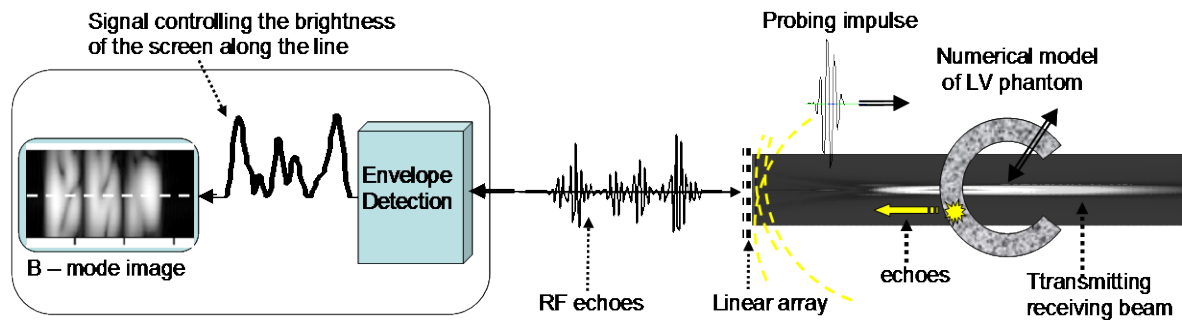 Signal controlling the brightness
of the screen along the line
Probing impulse
Numerical model
of LV phantom
Envelope
Detection
B – mode image
RF echoes
Linear array
echoes
Ttransmitting
receiving beam